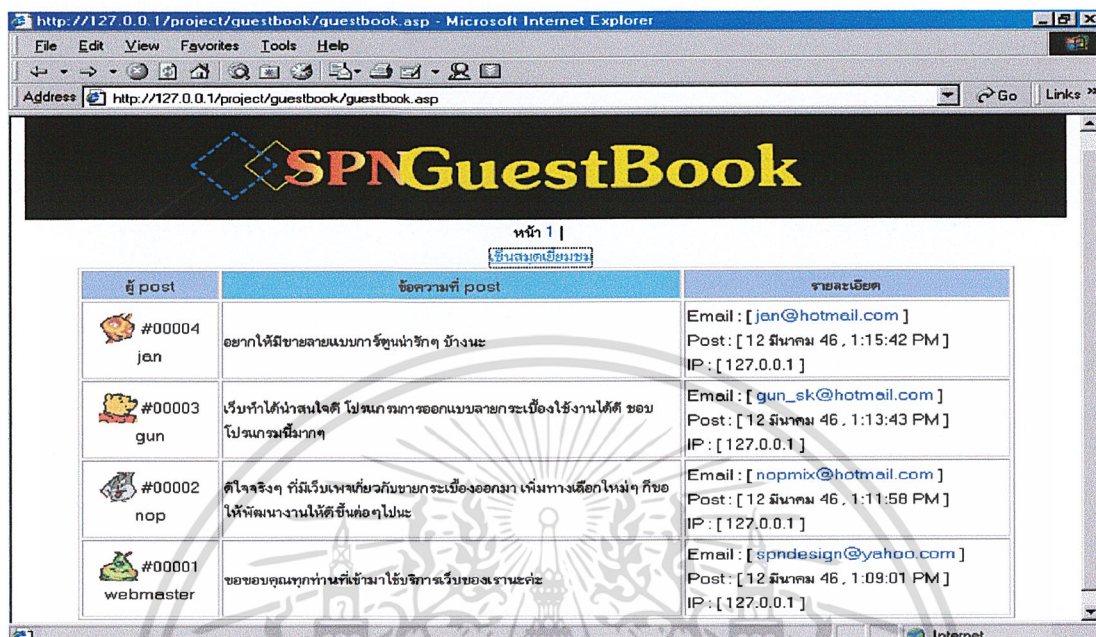 http://127.0.0.1/project/guestbook/guestbook.asp - Microsoft Internet Explorer
File Edit View Favorites Tools Help
Address http://127.0.0.1/project/guestbook/guestbook.asp Go Links »
SPNGuestBook
หน้า 1 |
เซ็นสมุดเยี่ยมชม
ผู้ post ข้อความที่ post รายละเอียด
#00004
jan
อยากให้มีขายลายแบบการ์ตูนน่ารักๆ บ้างนะ
Email : [ jan@hotmail.com ]
Post : [ 12 มีนาคม 46 , 1:15:42 PM ]
IP : [ 127.0.0.1 ]
#00003
gun
เว็บทำได้น่าสนใจดี โปรแกรมการออกแบบลายกระเบื้องใช้งานได้ดี ชอบ
โปรแกรมนี้มากๆ
Email : [ gun_sk@hotmail.com ]
Post : [ 12 มีนาคม 46 , 1:13:43 PM ]
IP : [ 127.0.0.1 ]
#00002
nop
ดีใจจริงๆ ที่มีเว็บเพจเกี่ยวกับขายกระเบื้องออกมา เพิ่มทางเลือกใหม่ๆ ก็ขอ
ให้พัฒนางานให้ดีขึ้นต่อๆไปนะ
Email : [ nopmix@hotmail.com ]
Post : [ 12 มีนาคม 46 , 1:11:58 PM ]
IP : [ 127.0.0.1 ]
#00001
webmaster
ขอขอบคุณทุกท่านที่เข้ามาใช้บริการเว็บของเรานะค่ะ
Email : [ spndesign@yahoo.com ]
Post : [ 12 มีนาคม 46 , 1:09:01 PM ]
IP : [ 127.0.0.1 ]
Internet